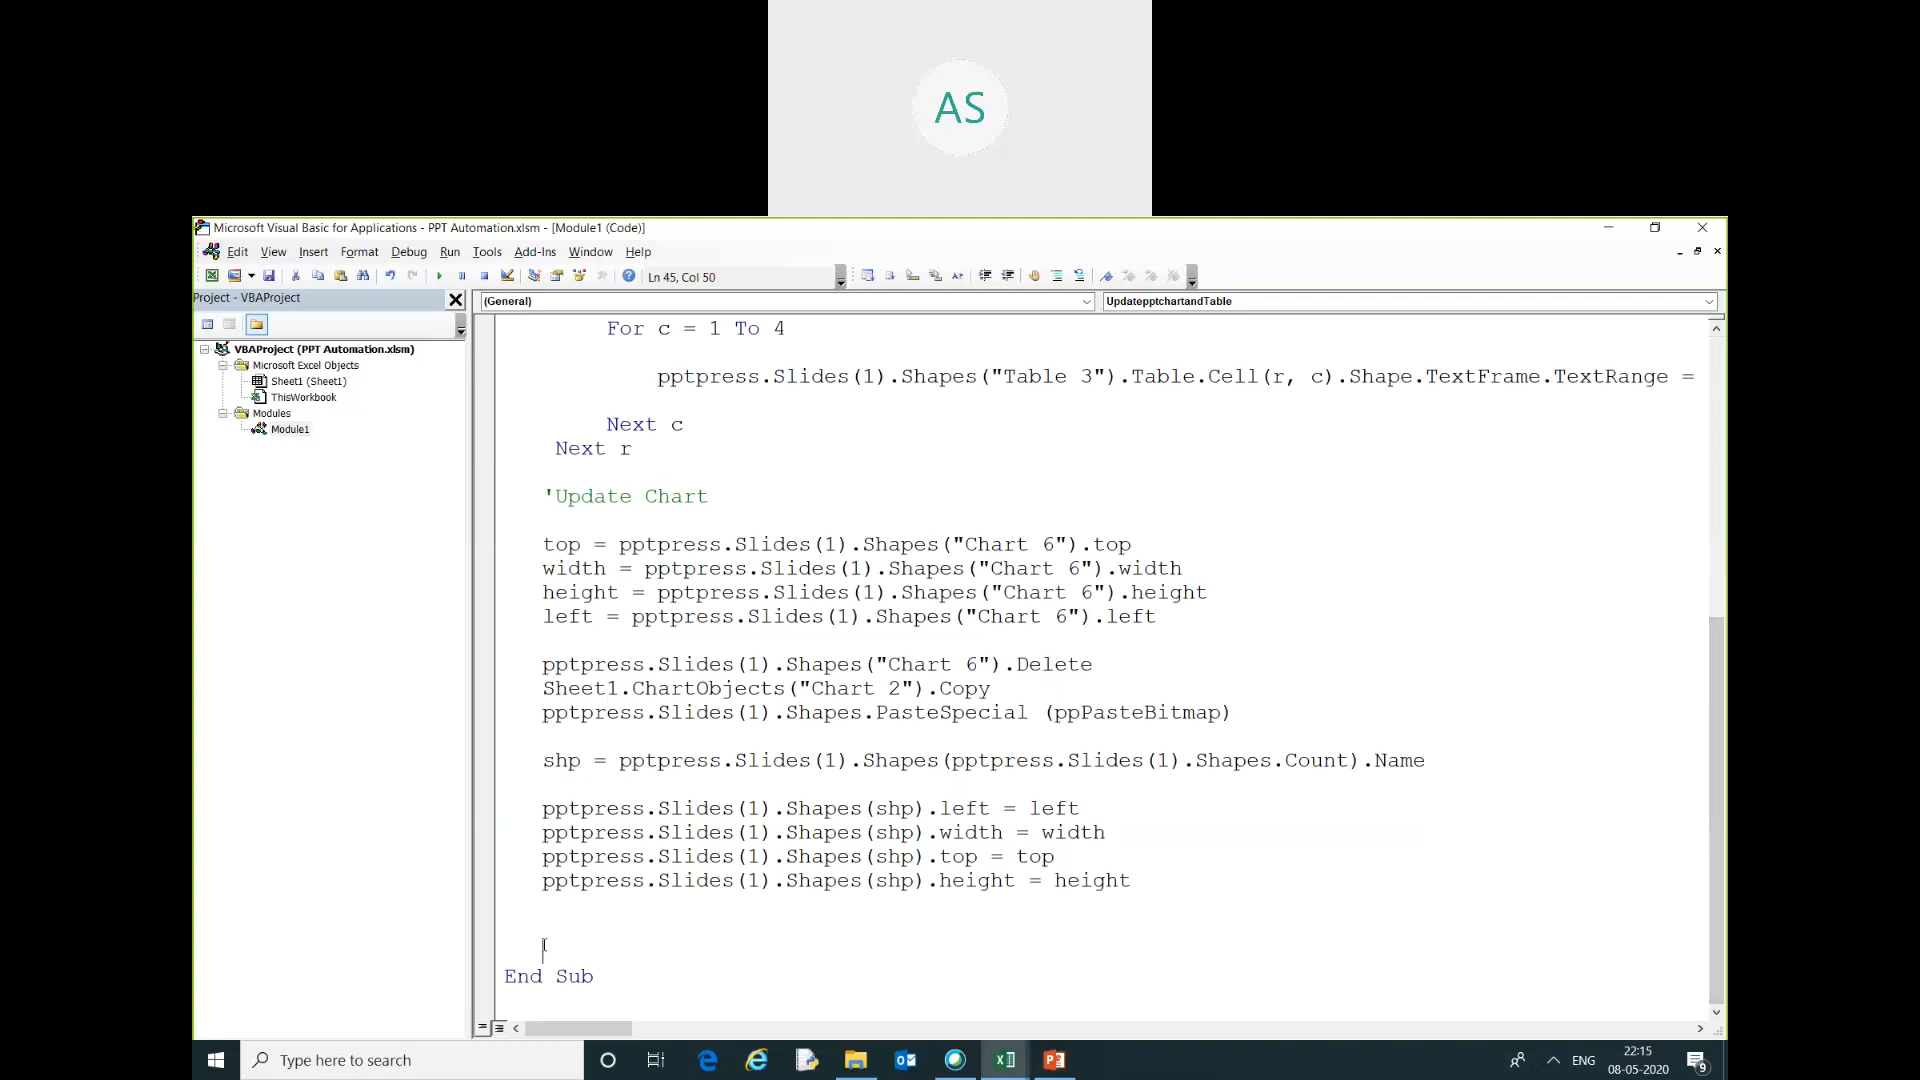 AS
Microsoft Visual Basic for Applications - PPT Automation.xlsm - [Module1 (Code)]
Edit View Insert Format Debug Run Tools Add-Ins Window Help
Ln 45, Col 50
Project - VBAProject
(General) UpdatepptchartandTable
VBAProject (PPT Automation.xlsm)
Microsoft Excel Objects
Sheet1 (Sheet1)
ThisWorkbook
Modules
Module1
For c = 1 To 4
pptpress.Slides(1).Shapes("Table 3").Table.Cell(r, c).Shape.TextFrame.TextRange =
Next c
Next r
'Update Chart
top = pptpress.Slides(1).Shapes("Chart 6").top
width = pptpress.Slides(1).Shapes("Chart 6").width
height = pptpress.Slides(1).Shapes("Chart 6").height
left = pptpress.Slides(1).Shapes("Chart 6").left
pptpress.Slides(1).Shapes("Chart 6").Delete
Sheet1.ChartObjects("Chart 2").Copy
pptpress.Slides(1).Shapes.PasteSpecial (ppPasteBitmap)
shp = pptpress.Slides(1).Shapes(pptpress.Slides(1).Shapes.Count).Name
pptpress.Slides(1).Shapes(shp).left = left
pptpress.Slides(1).Shapes(shp).width = width
pptpress.Slides(1).Shapes(shp).top = top
pptpress.Slides(1).Shapes(shp).height = height
End Sub
Type here to search
ENG
22:15
08-05-2020
9